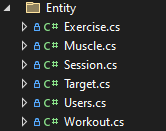 Entity
C# Exercise.cs
C# Muscle.cs
C# Session.cs
C# Target.cs
C# Users.cs
C# Workout.cs